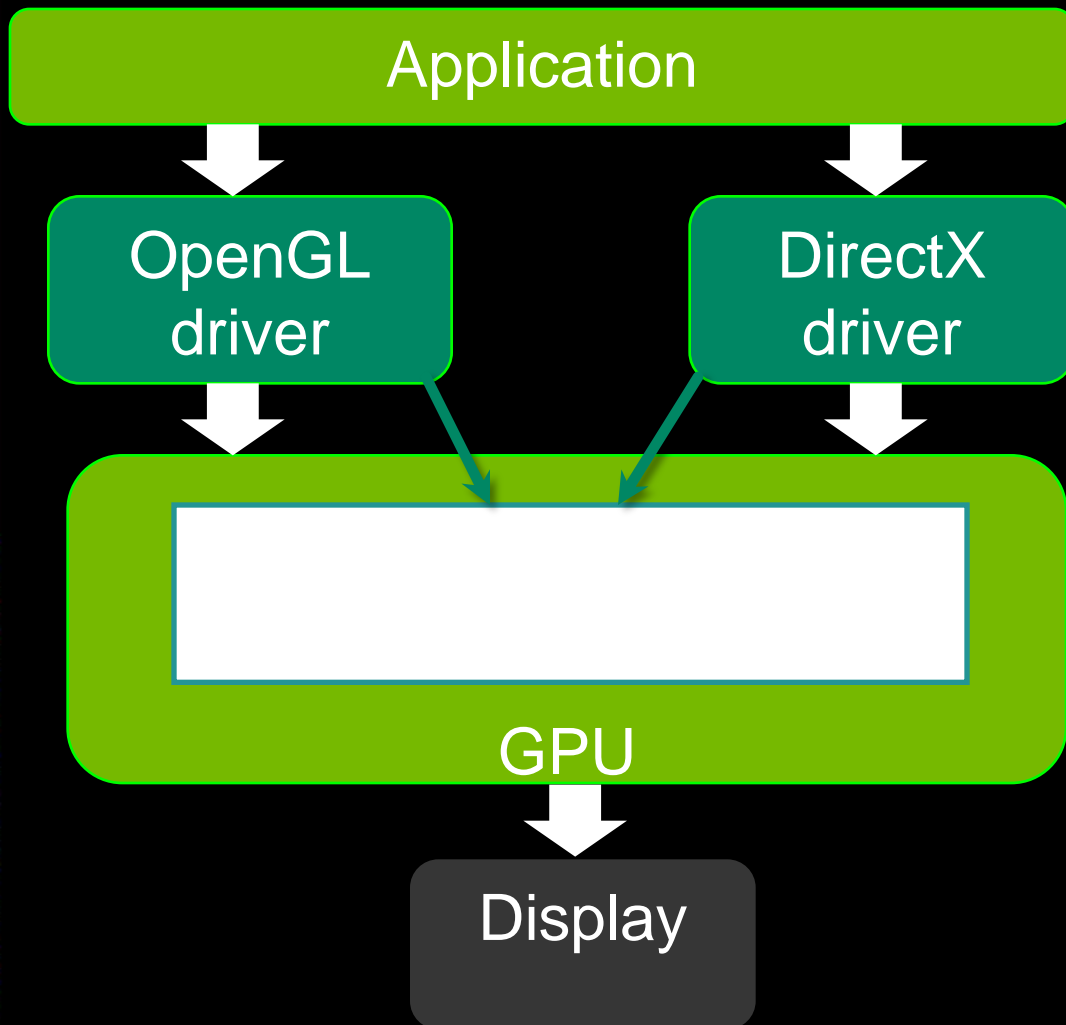 Application
OpenGL
driver
DirectX
driver
GPU
Display